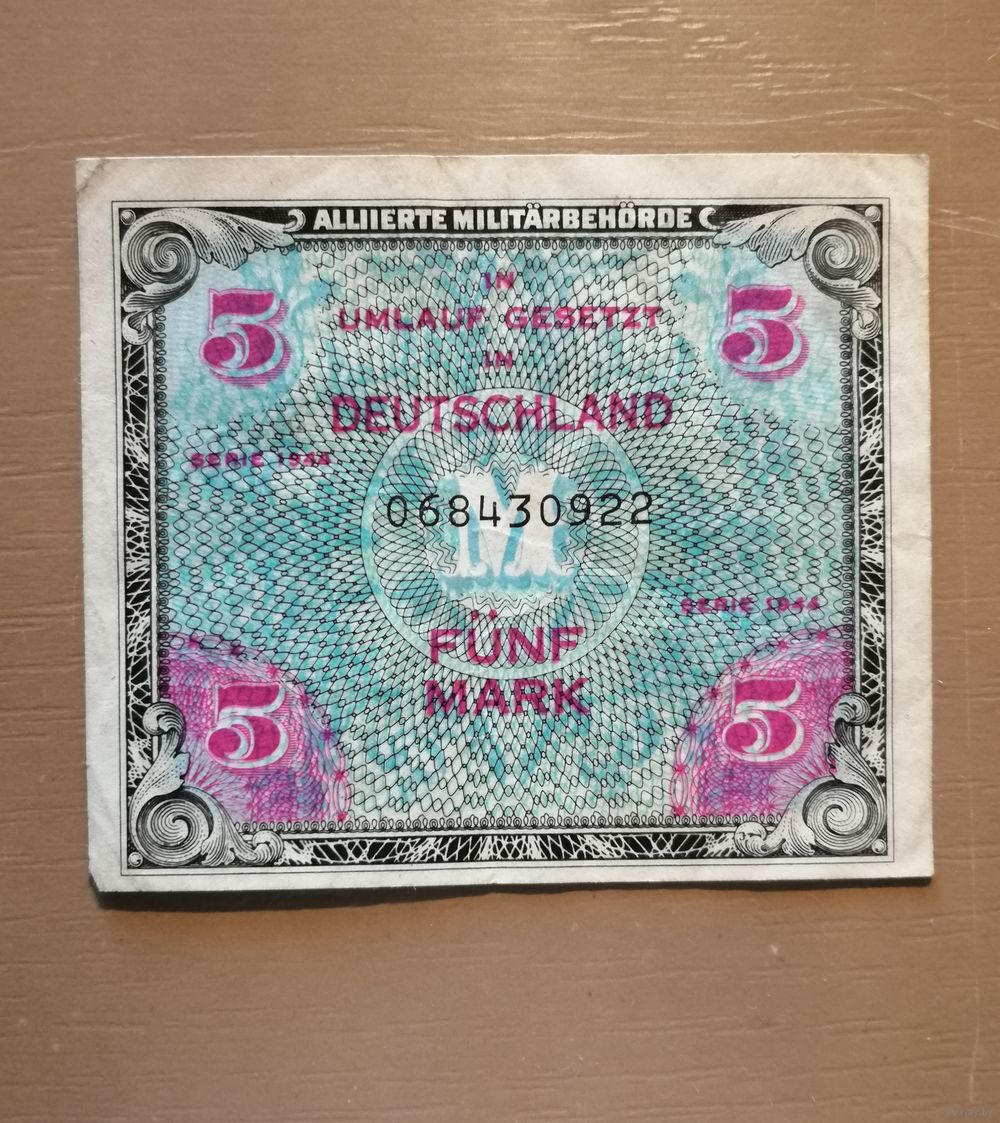 ALLIIERTE MILITÄRBEHÖRDE
5 5
IN
UMLAUF GESETZT
IN
DEUTSCHLAND
SERIE 1944
M
068430922
SERIE 1944
FÜNF
MARK
5 5